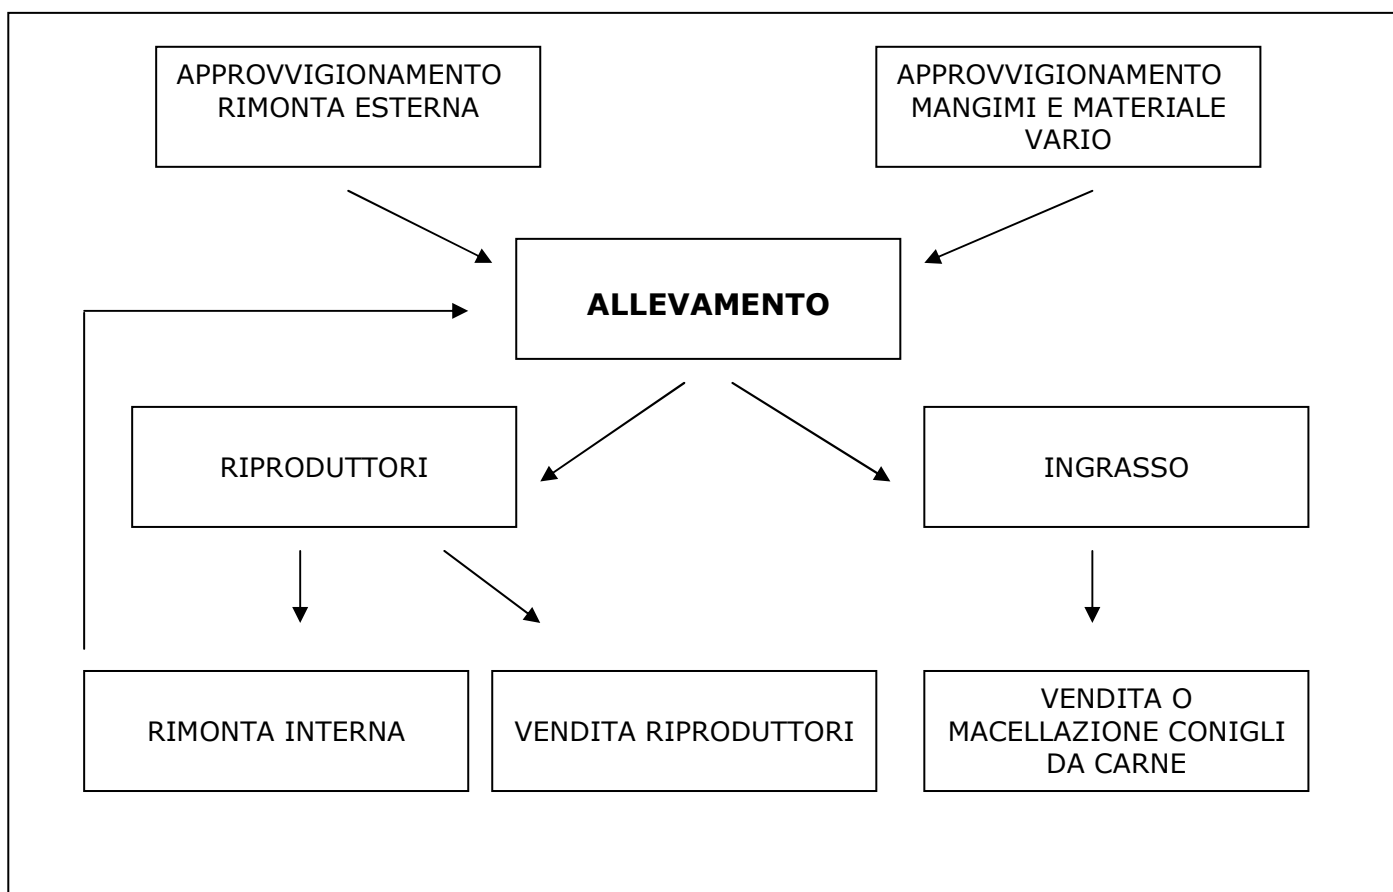 APPROVVIGIONAMENTO
RIMONTA ESTERNA
APPROVVIGIONAMENTO
MANGIMI E MATERIALE
VARIO
ALLEVAMENTO
RIPRODUTTORI
INGRASSO
RIMONTA INTERNA
VENDITA RIPRODUTTORI
VENDITA O
MACELLAZIONE CONIGLI
DA CARNE